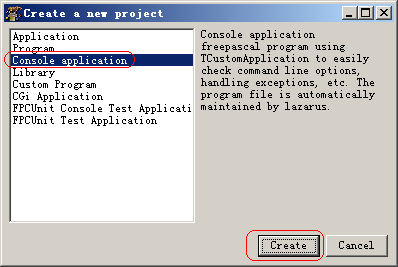 Create a new project
Application
Program
Console application
Library
Custom Program
CGi Application
FPCUnit Console Test Applicati
FPCUnit Test Application
Console application
freepascal program using
TCustomApplication to easily
check command line options,
handling exceptions, etc. The
program file is automatically
maintained by lazarus.
Create
Cancel